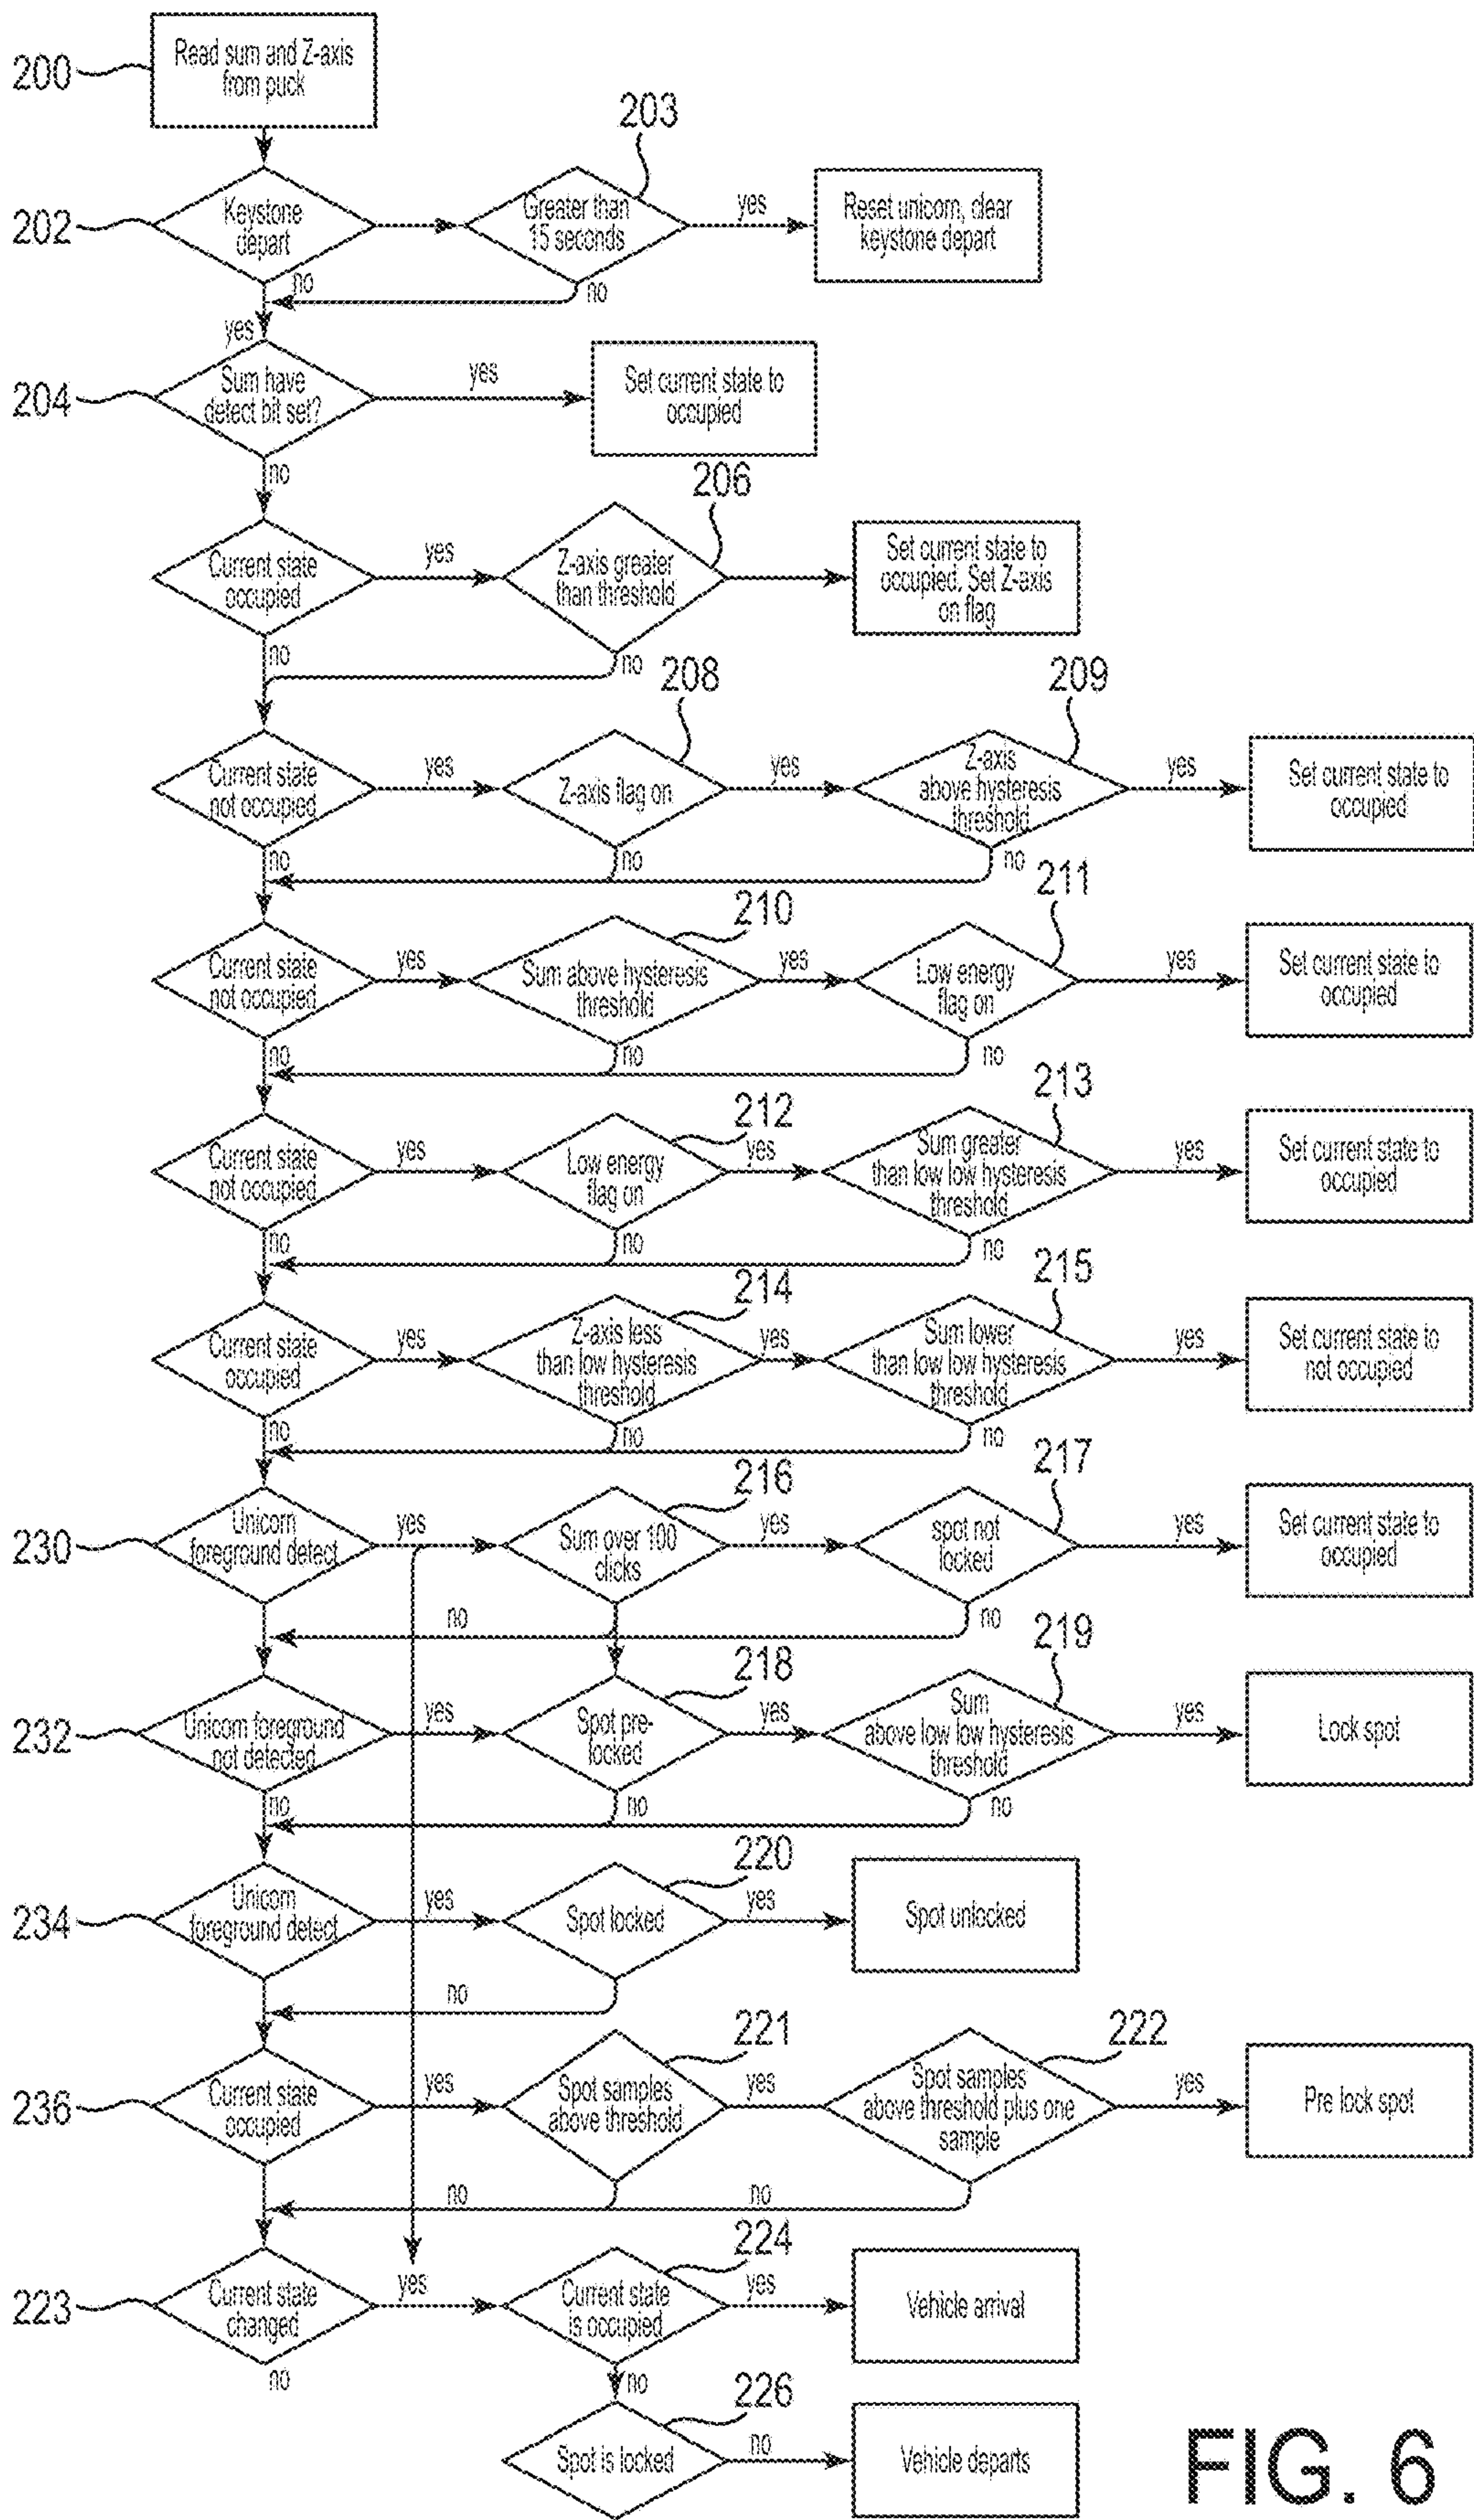 200
Read sum and Z-axis
from puck
203
202
Keystone
depart
Greater than
15 seconds
yes
Reset unicorn, clear
keystone depart
no
no
yes
204
Sum have
detect bit set?
yes
Set current state to
occupied
no
206
Current state
occupied
yes
Z-axis greater
than threshold
Set current state to
occupied. Set Z-axis
on flag
no
no
208
209
Current state
not occupied
yes
Z-axis flag on
yes
Z-axis
above hysteresis
threshold
yes
Set current state to
occupied
no
no
no
210
211
Current state
not occupied
yes
Sum above hysteresis
threshold
yes
Low energy
flag on
yes
Set current state to
occupied
no
no
no
212
213
Current state
not occupied
yes
Low energy
flag on
yes
Sum greater
than low low hysteresis
threshold
yes
Set current state to
occupied
no
no
no
214
215
Current state
occupied
yes
Z-axis less
than low hysteresis
threshold
yes
Sum lower
than low low hysteresis
threshold
yes
Set current state to
not occupied
no
no
no
216
217
230
Unicorn
foreground detect
yes
Sum over 100
clicks
yes
spot not
locked
yes
Set current state to
occupied
no
no
218
219
232
Unicorn foreground
not detected
yes
Spot pre-
locked
yes
Sum
above low low hysteresis
threshold
yes
Lock spot
no
no
no
220
234
Unicorn
foreground detect
yes
Spot locked
yes
Spot unlocked
no
221
222
236
Current state
occupied
yes
Spot samples
above threshold
yes
Spot samples
above threshold plus one
sample
yes
Pre lock spot
no
no
224
223
Current state
changed
yes
Current state
is occupied
yes
Vehicle arrival
no
no
226
Spot is locked
no
Vehicle departs
FIG. 6